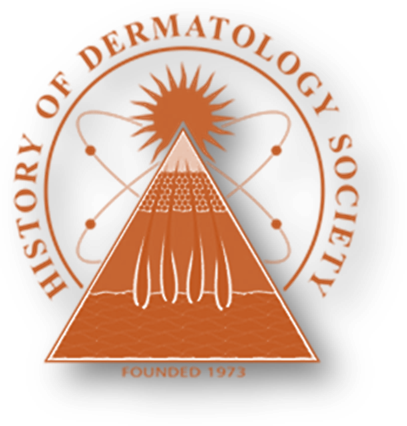 HISTORY OF DERMATOLOGY SOCIETY
FOUNDED 1973